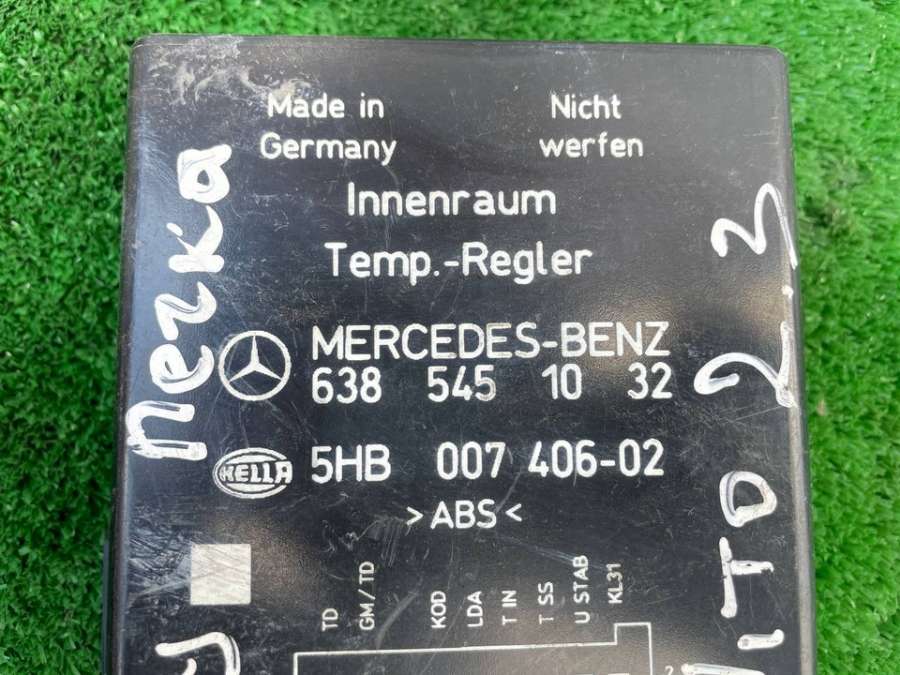 Made in
Germany
Nicht
werfen
Innenraum
Temp.-Regler
MERCEDES-BENZ
638 545 10 32
HELLA 5HB 007 406-02
>ABS<
TD
GM/TD
KOD
LDA
T IN
T SS
U STAB
KL31
2
2.3